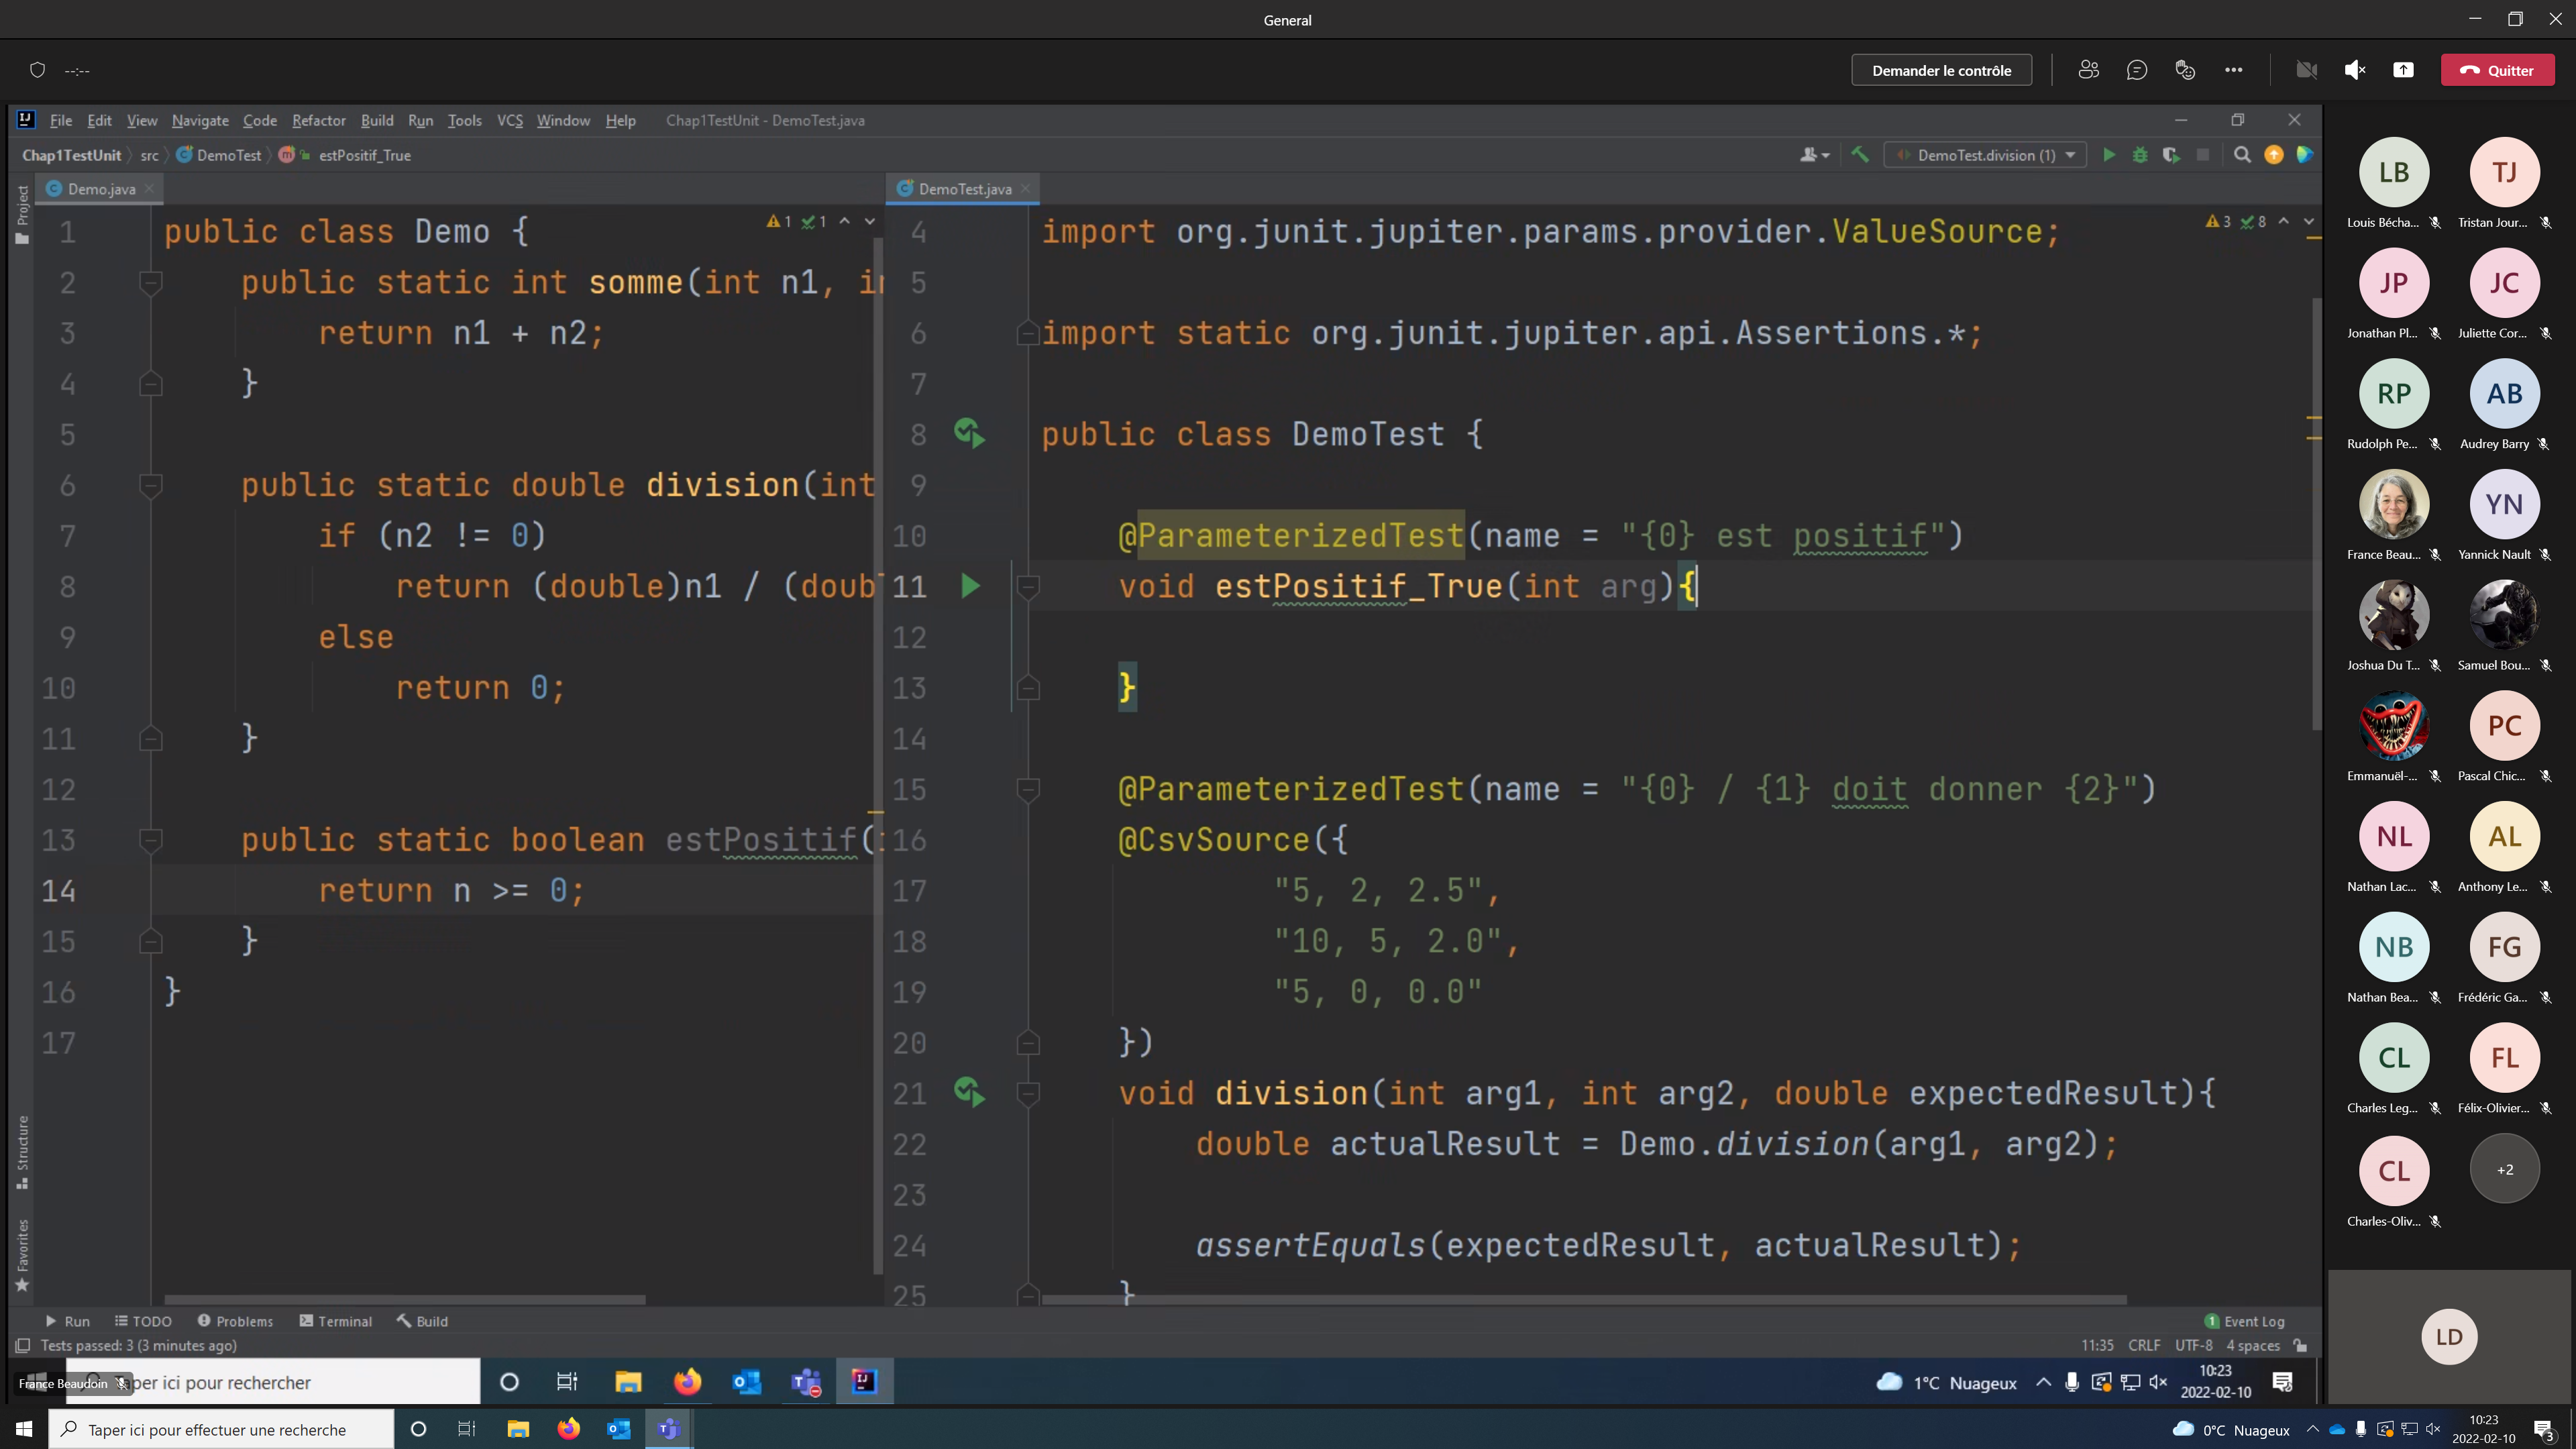 General
--:--
Demander le contrôle
Quitter
File Edit View Navigate Code Refactor Build Run Tools VCS Window Help Chap1TestUnit - DemoTest.java
Chap1TestUnit src DemoTest estPositif_True
DemoTest.division (1)
Project
Demo.java
1 public class Demo {
1 1
2 public static int somme(int n1, in
3 return n1 + n2;
4 }
5
6 public static double division(int
7 if (n2 != 0)
8 return (double)n1 / (doub
9 else
10 return 0;
11 }
12
13 public static boolean estPositif(
14 return n >= 0;
15 }
16 }
17
DemoTest.java
4 import org.junit.jupiter.params.provider.ValueSource;
3 8
5
6 import static org.junit.jupiter.api.Assertions.*;
7
8 public class DemoTest {
9
10 @ParameterizedTest(name = "{0} est positif")
11 void estPositif_True(int arg){
12
13 }
14
15 @ParameterizedTest(name = "{0} / {1} doit donner {2}")
16 @CsvSource({
17 "5, 2, 2.5",
18 "10, 5, 2.0",
19 "5, 0, 0.0"
20 })
21 void division(int arg1, int arg2, double expectedResult){
22 double actualResult = Demo.division(arg1, arg2);
23
24 assertEquals(expectedResult, actualResult);
25 }
Structure
Favorites
Run TODO Problems Terminal Build
1 Event Log
Tests passed: 3 (3 minutes ago)
11:35 CRLF UTF-8 4 spaces
France Beaudoin
Taper ici pour rechercher
1°C Nuageux
10:23
2022-02-10
LB TJ
Louis Bécha... Tristan Jour...
JP JC
Jonathan Pl... Juliette Cor...
RP AB
Rudolph Pe... Audrey Barry
YN
France Beau... Yannick Nault
Joshua Du T... Samuel Bou...
PC
Emmanuël-... Pascal Chic...
NL AL
Nathan Lac... Anthony Le...
NB FG
Nathan Bea... Frédéric Ga...
CL FL
Charles Leg... Félix-Olivier...
CL +2
Charles-Oliv...
LD
Taper ici pour effectuer une recherche
0°C Nuageux
10:23
2022-02-10
3